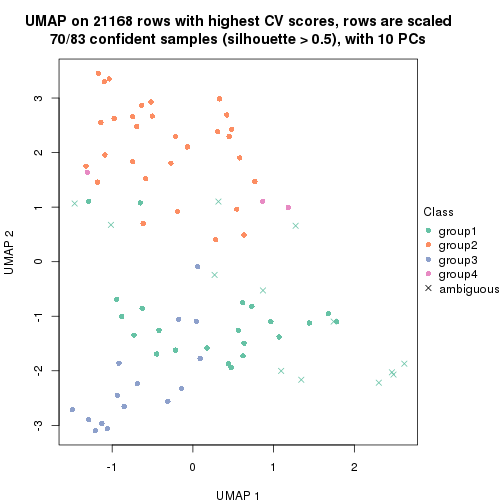 UMAP on 21168 rows with highest CV scores, rows are scaled
70/83 confident samples (silhouette > 0.5), with 10 PCs
3
2
1
0
-1
-2
-3
UMAP 2
-1
0
1
2
UMAP 1
Class
group1
group2
group3
group4
ambiguous